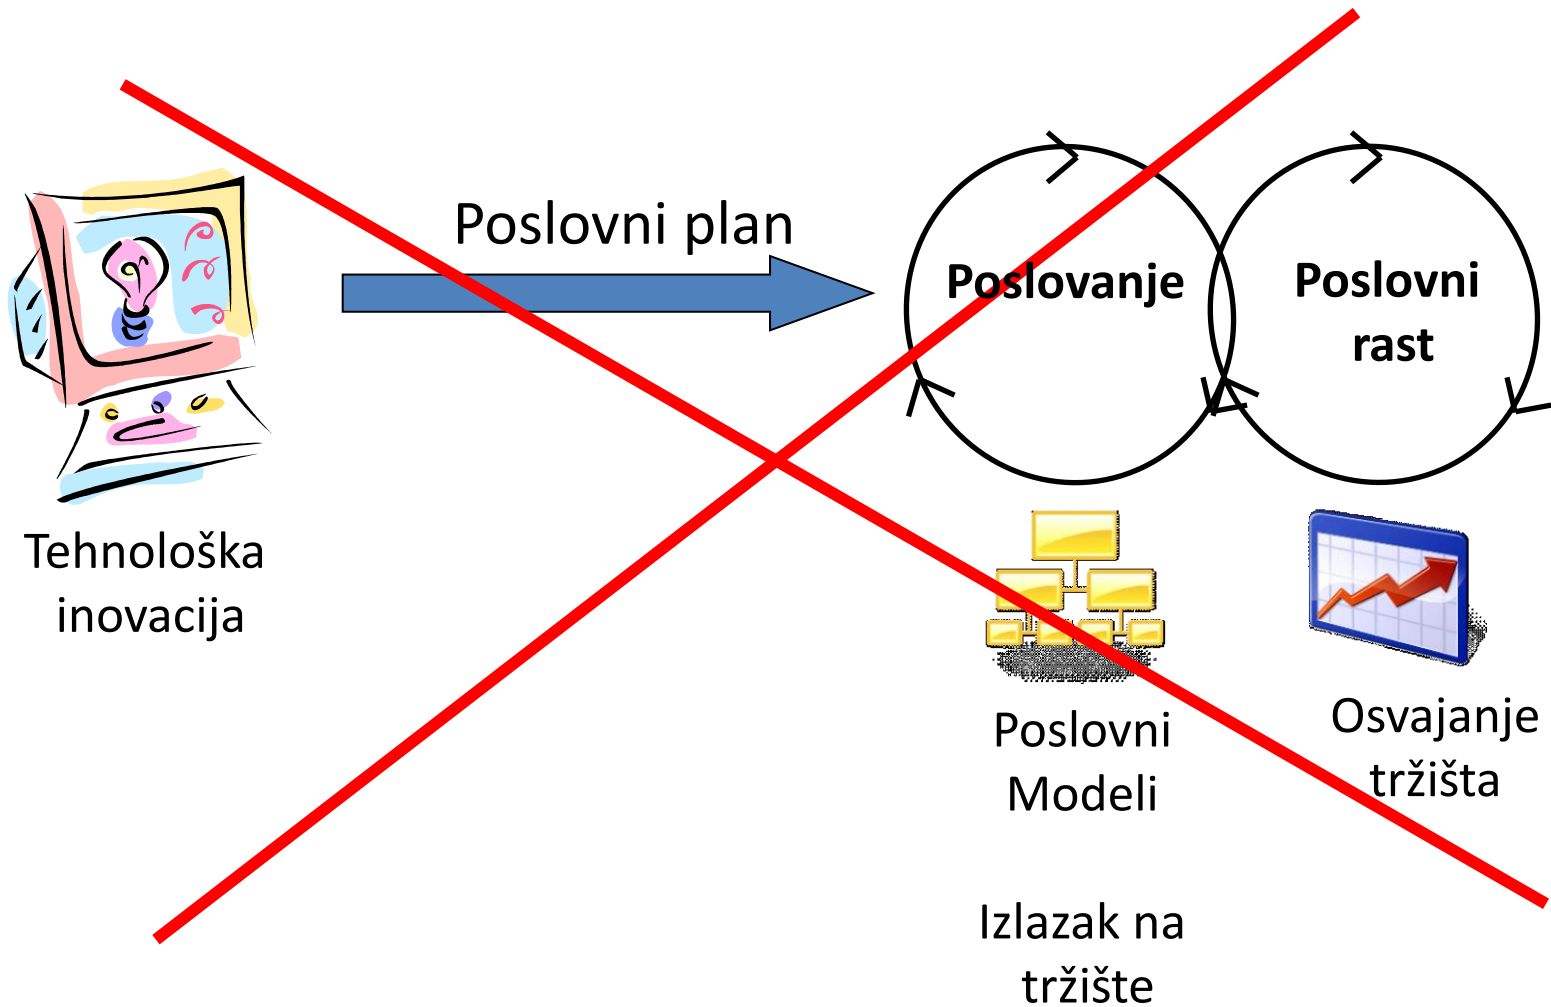 Poslovni plan
Poslovanje
Poslovni
rast
Tehnološka
inovacija
Poslovni
Modeli
Osvajanje
tržišta
Izlazak na
tržište